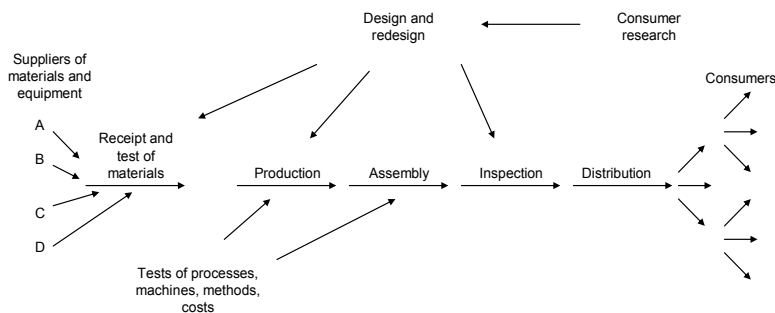 Design and
redesign
Consumer
research
Suppliers of
materials and
equipment
Consumers
A
B
C
D
Receipt and
test of
materials
Production
Assembly
Inspection
Distribution
Tests of processes,
machines, methods,
costs